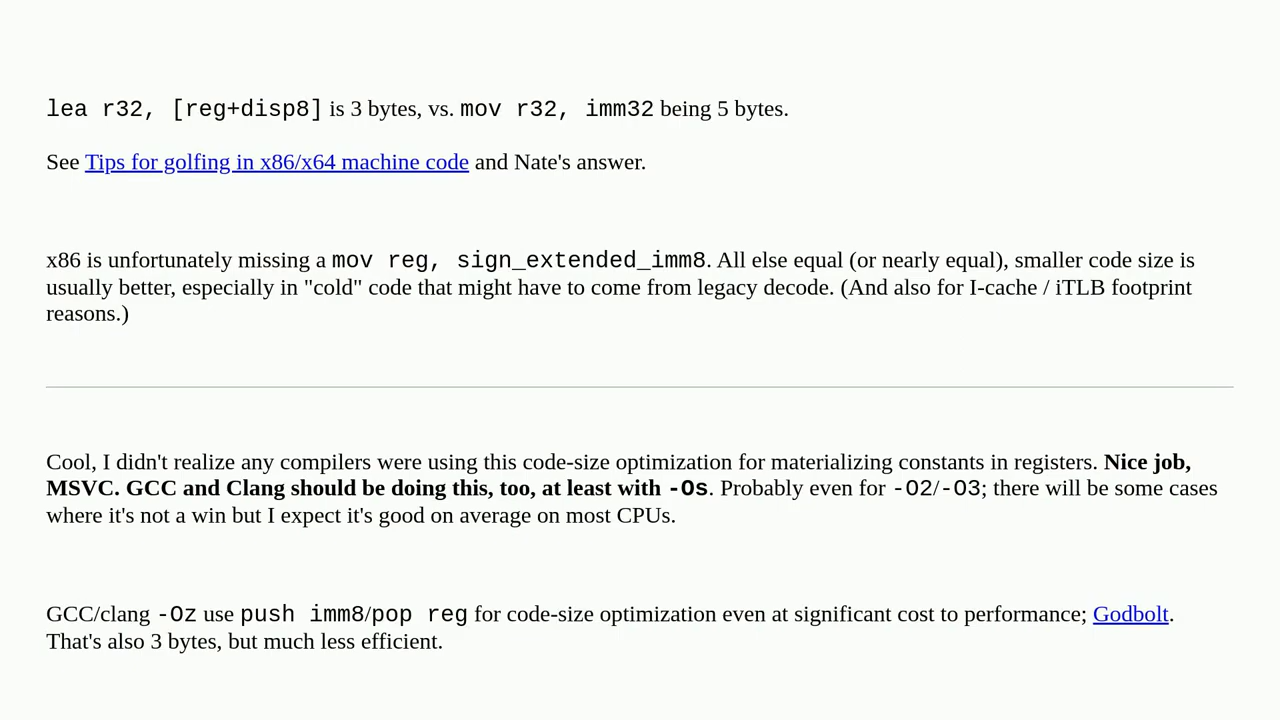 lea r32, [reg+disp8] is 3 bytes, vs. mov r32, imm32 being 5 bytes.
See Tips for golfing in x86/x64 machine code and Nate's answer.
x86 is unfortunately missing a mov reg, sign_extended_imm8. All else equal (or nearly equal), smaller code size is
usually better, especially in "cold" code that might have to come from legacy decode. (And also for I-cache / iTLB footprint
reasons.)
Cool, I didn't realize any compilers were using this code-size optimization for materializing constants in registers. Nice job,
MSVC. GCC and Clang should be doing this, too, at least with -Os. Probably even for -O2/-O3; there will be some cases
where it's not a win but I expect it's good on average on most CPUs.
GCC/clang -Oz use push imm8/pop reg for code-size optimization even at significant cost to performance; Godbolt.
That's also 3 bytes, but much less efficient.